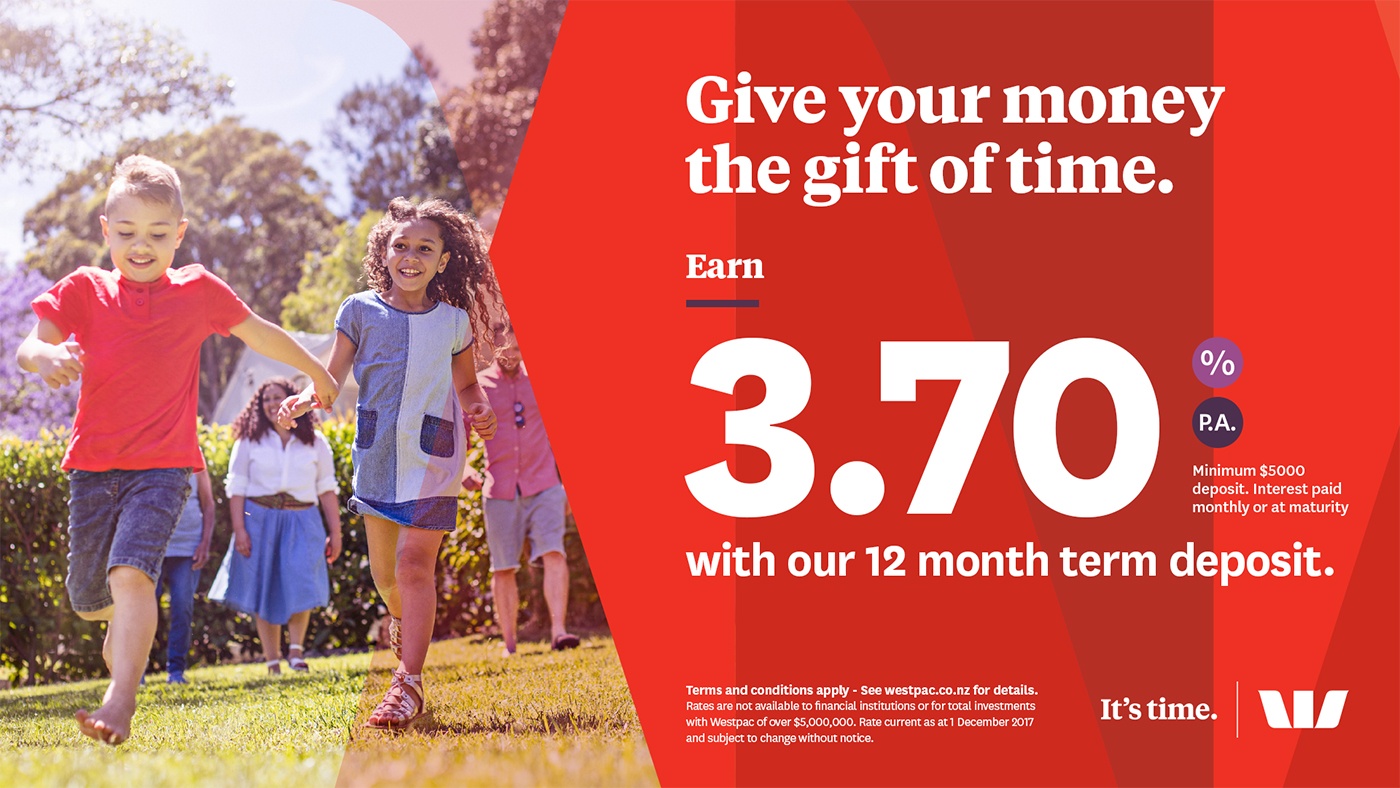 Give your money
the gift of time.
Earn
3.70
%
P.A.
Minimum $5000
deposit. Interest paid
monthly or at maturity
with our 12 month term deposit.
Terms and conditions apply - See westpac.co.nz for details.
Rates are not available to financial institutions or for total investments
with Westpac of over $5,000,000. Rate current as at 1 December 2017
and subject to change without notice.
It's time.